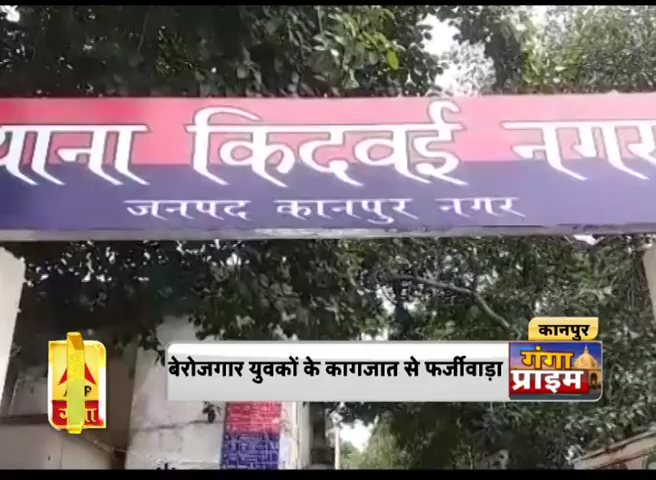 थाना किदवई नगर
जनपद कानपुर नगर
कानपुर
बेरोजगार युवकों के कागजात से फर्जीवाड़ा
गंगा
प्राइम
गंगा